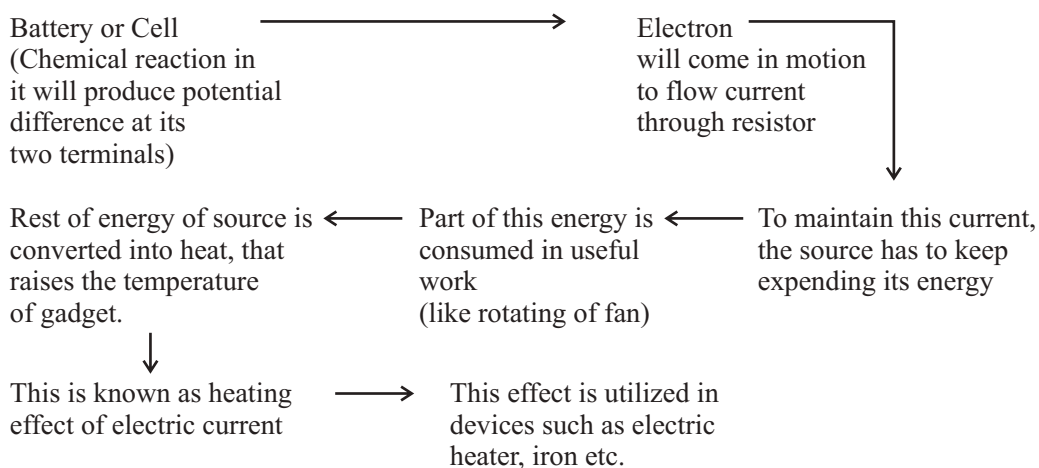 Battery or Cell
(Chemical reaction in
it will produce potential
difference at its
two terminals)
Electron
will come in motion
to flow current
through resistor
To maintain this current,
the source has to keep
expending its energy
Part of this energy is
consumed in useful
work
(like rotating of fan)
Rest of energy of source is
converted into heat, that
raises the temperature
of gadget.
This is known as heating
effect of electric current
This effect is utilized in
devices such as electric
heater, iron etc.